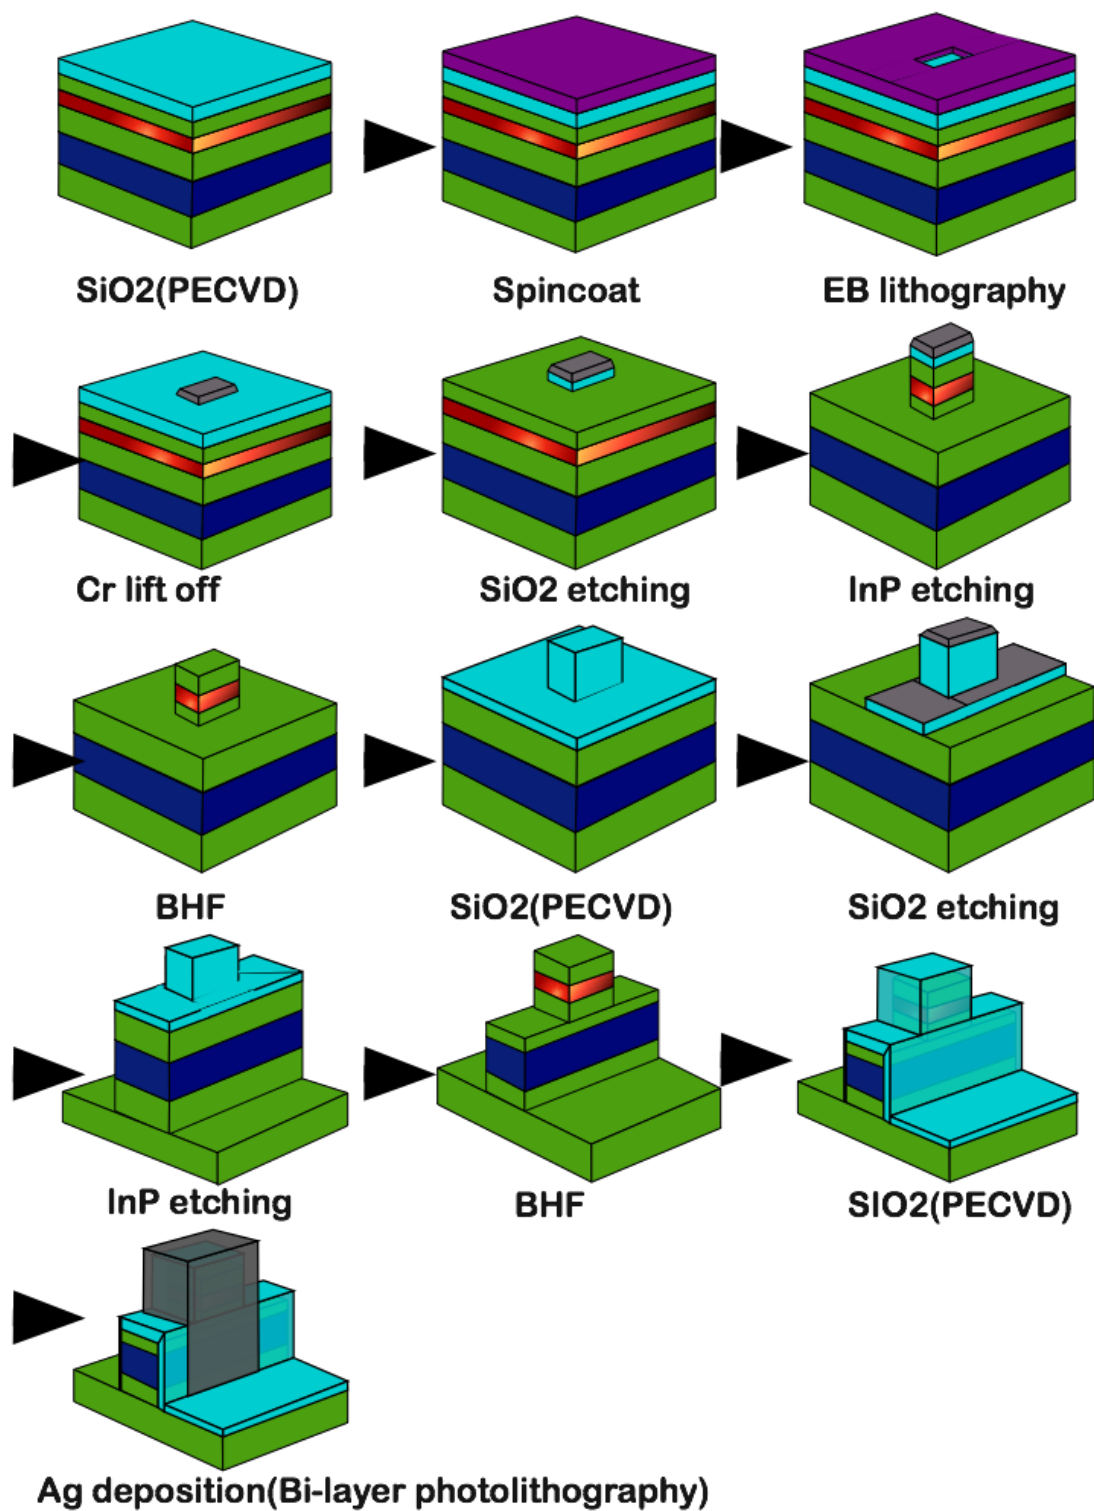 SiO2(PECVD)
Spincoat
EB lithography
Cr lift off
SiO2 etching
InP etching
BHF
SiO2(PECVD)
SiO2 etching
InP etching
BHF
SIO2(PECVD)
Ag deposition(Bi-layer photolithography)